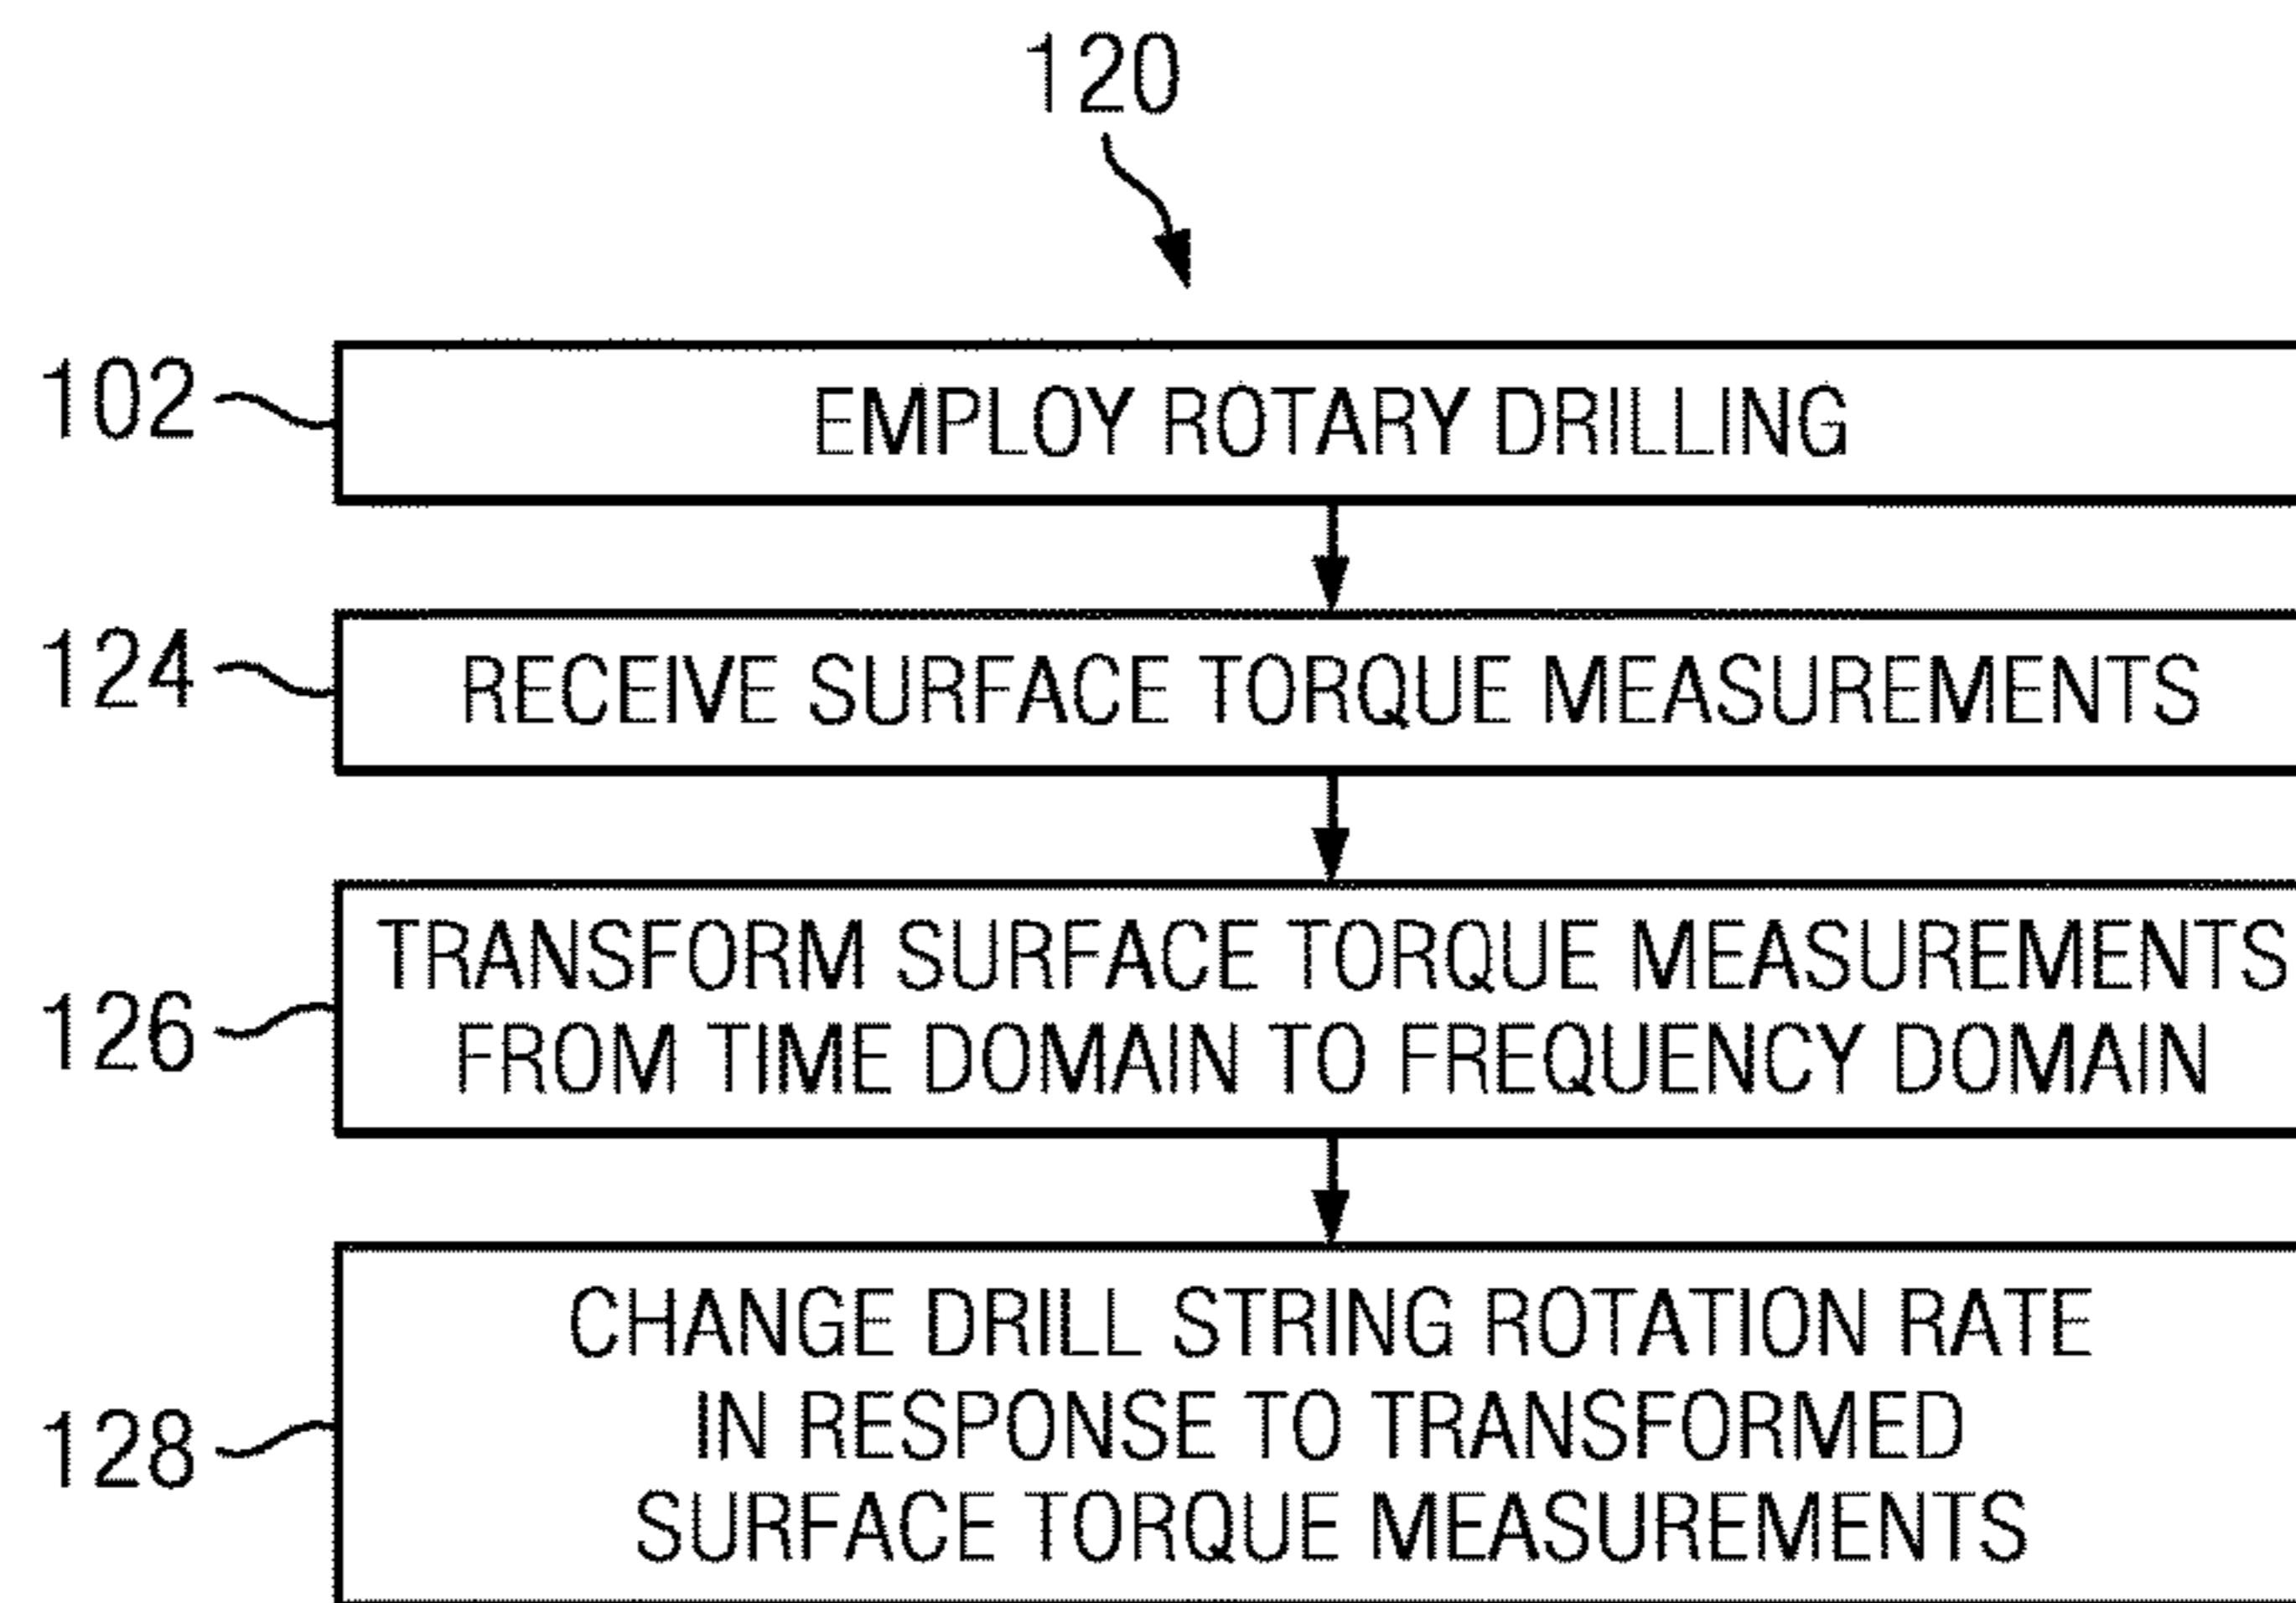 120
102
EMPLOY ROTARY DRILLING
124
RECEIVE SURFACE TORQUE MEASUREMENTS
126
TRANSFORM SURFACE TORQUE MEASUREMENTS
FROM TIME DOMAIN TO FREQUENCY DOMAIN
128
CHANGE DRILL STRING ROTATION RATE
IN RESPONSE TO TRANSFORMED
SURFACE TORQUE MEASUREMENTS